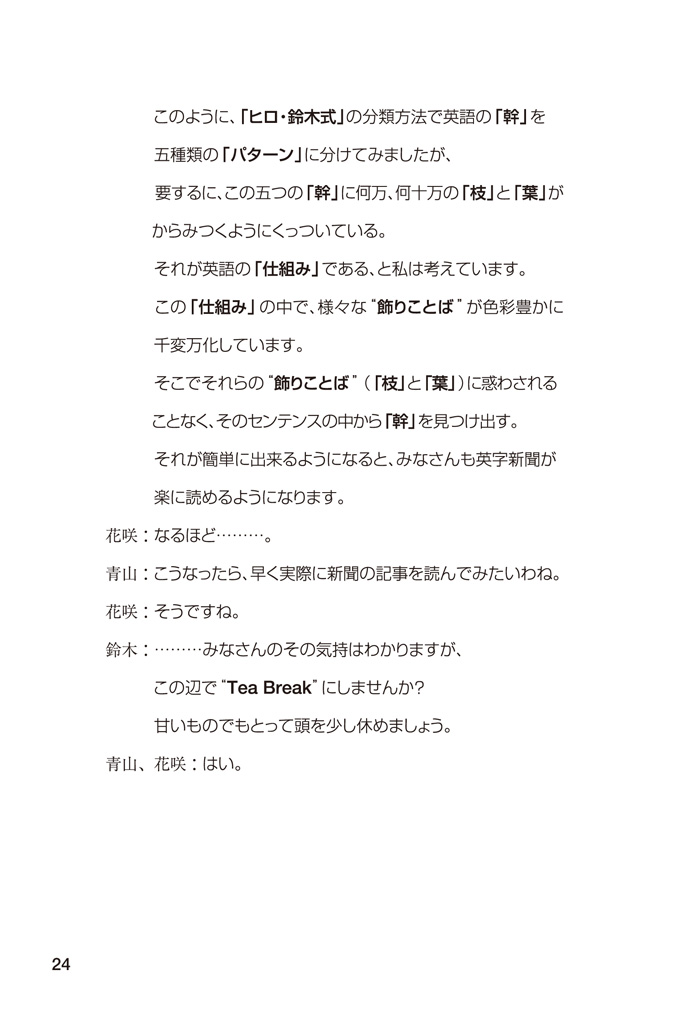 このように、「ヒロ・鈴木式」の分類方法で英語の「幹」を
五種類の「パターン」に分けてみましたが、
要するに、この五つの「幹」に何万、何十万の「枝」と「葉」が
からみつくようにくっついている。
それが英語の「仕組み」である、と私は考えています。
この「仕組み」の中で、様々な“飾りことば”が色彩豊かに
千変万化しています。
そこでそれらの“飾りことば”（「枝」と「葉」）に惑わされる
ことなく、そのセンテンスの中から「幹」を見つけ出す。
それが簡単に出来るようになると、みなさんも英字新聞が
楽に読めるようになります。
花咲：なるほど………。
青山：こうなったら、早く実際に新聞の記事を読んでみたいわね。
花咲：そうですね。
鈴木：………みなさんのその気持はわかりますが、
この辺で“Tea Break”にしませんか？
甘いものでもとって頭を少し休めましょう。
青山、花咲：はい。
24